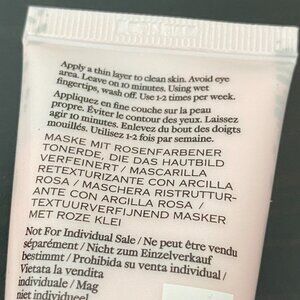 Apply a thin layer to clean skin. Avoid eye
area. Leave on 10 minutes. Using wet
fingertips, wash off. Use 1-2 times per week.
Appliquez en fine couche sur la peau
propre. Éviter le contour des yeux. Laissez
agir 10 minutes. Enlevez du bout des doigts
mouillés. Utilisez 1-2 fois par semaine.
MASKE MIT ROSENFARBENER
TONERDE, DIE DAS HAUTBILD
VERFEINERT / MASCARILLA
RETEXTURIZANTE CON ARCILLA
ROSA / MASCHERA RISTRUTTUR-
ANTE CON ARGILLA ROSA /
TEXTUURVERFIJNEND MASKER
MET ROZE KLEI
Not For Individual Sale / Ne peut être vendu
séparément / Nicht zum Einzelverkauf
bestimmt / Prohibida su venta individual /
Vietata la vendita
individuale / Mag
niet individueel